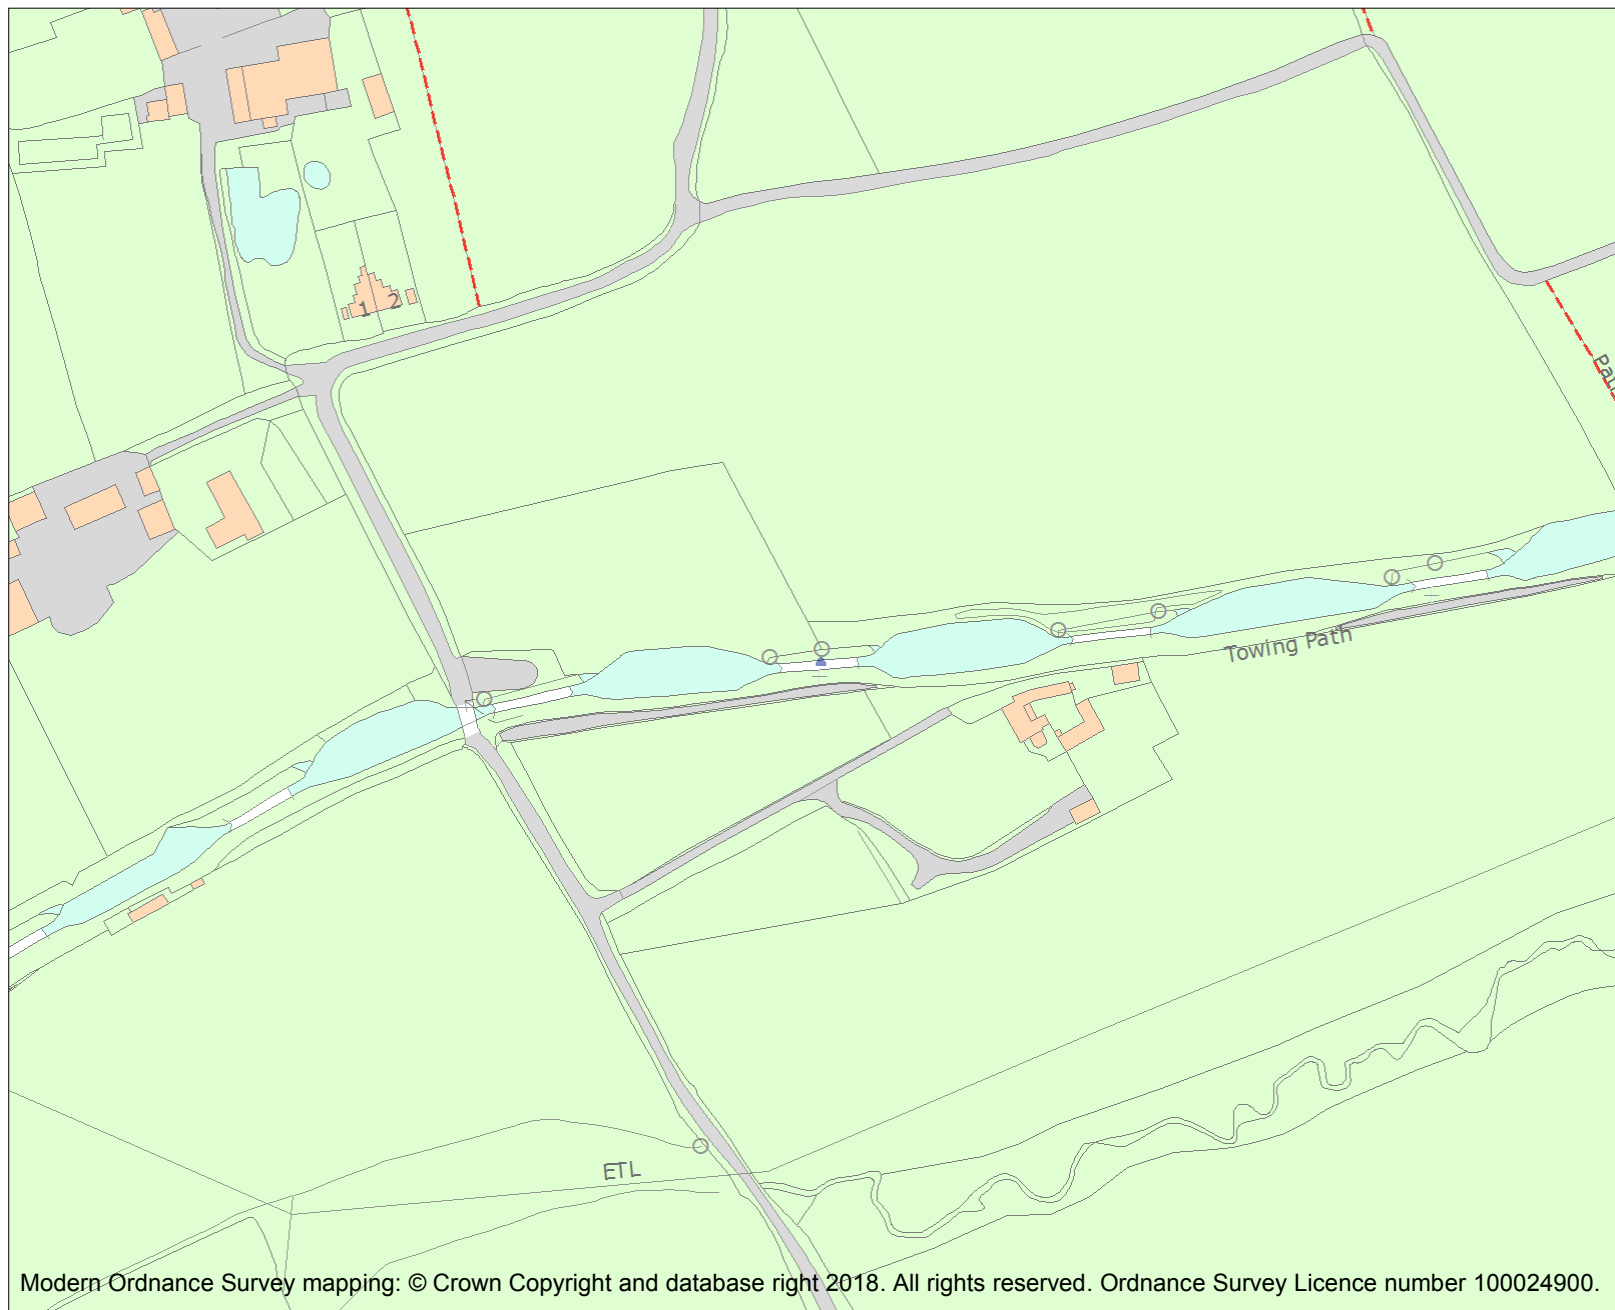 1 2
Towing Path
ETL
Modern Ordnance Survey mapping: © Crown Copyright and database right 2018. All rights reserved. Ordnance Survey Licence number 100024900.